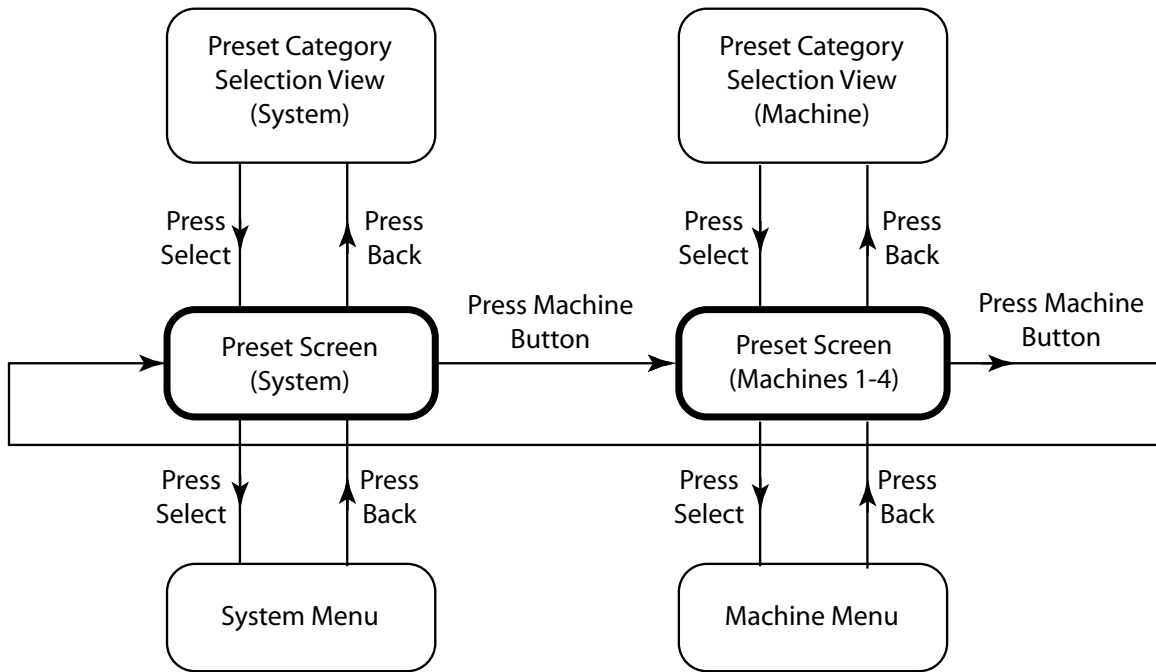 Preset Category
Selection View
(System)
Preset Category
Selection View
(Machine)
Press
Select
Press
Back
Press
Select
Press
Back
Preset Screen
(System)
Press Machine
Button
Preset Screen
(Machines 1-4)
Press Machine
Button
Press
Select
Press
Back
Press
Select
Press
Back
System Menu
Machine Menu